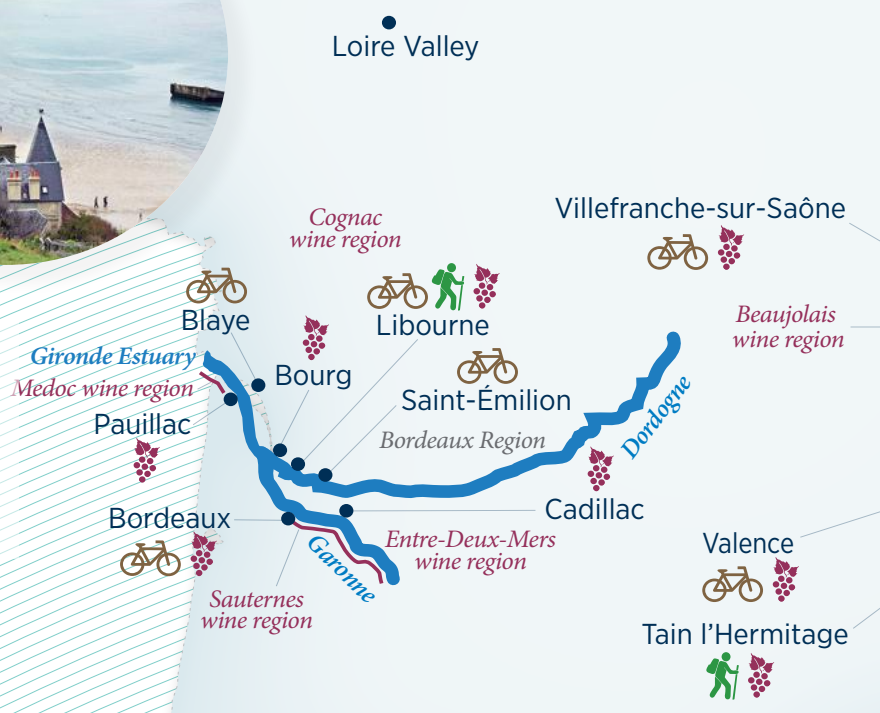 Loire Valley
Villefranche-sur-Saône
Cognac
wine region
Blaye
Libourne
Beaujolais
wine region
Gironde Estuary
Medoc wine region
Bourg
Saint-Émilion
Pauillac
Bordeaux Region
Dordogne
Cadillac
Bordeaux
Garonne
Entre-Deux-Mers
wine region
Valence
Sauternes
wine region
Tain l'Hermitage